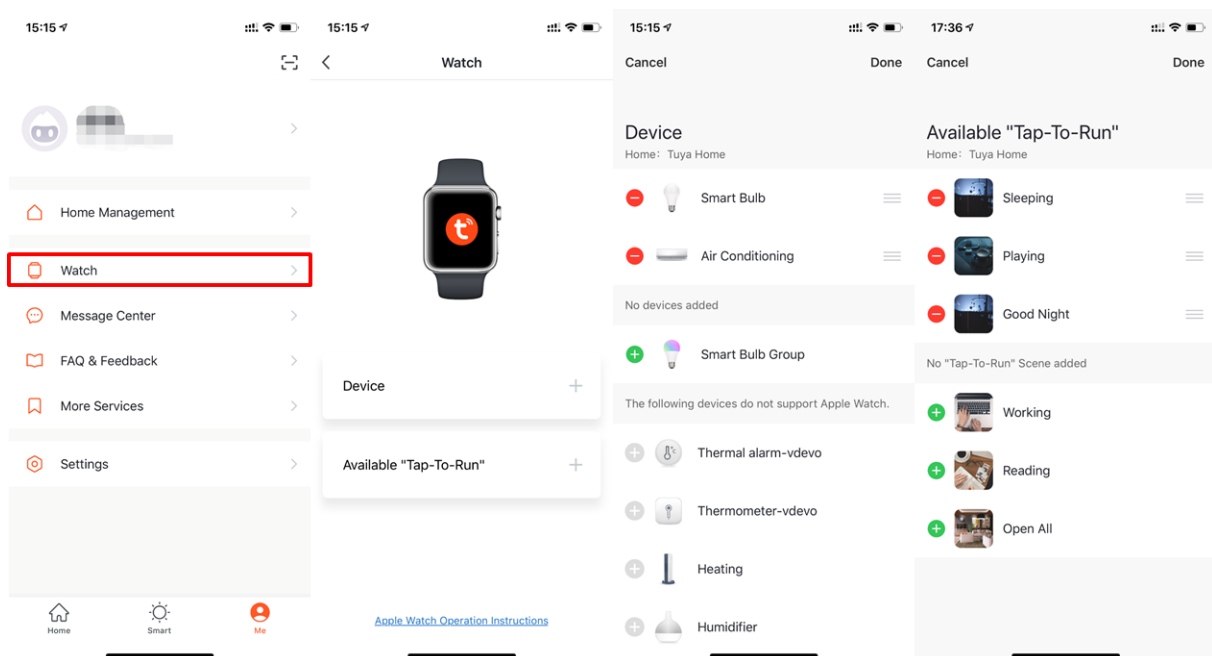 15:15
Home Management
Watch
Message Center
FAQ & Feedback
More Services
Settings
Home
Smart
Me
15:15
Watch
t
Device
Available "Tap-To-Run"
Apple Watch Operation Instructions
15:15
Cancel
Done
Device
Home: Tuya Home
Smart Bulb
Air Conditioning
No devices added
Smart Bulb Group
The following devices do not support Apple Watch.
Thermal alarm-vdevo
Thermometer-vdevo
Heating
Humidifier
17:36
Cancel
Done
Available "Tap-To-Run"
Home: Tuya Home
Sleeping
Playing
Good Night
No "Tap-To-Run" Scene added
Working
Reading
Open All